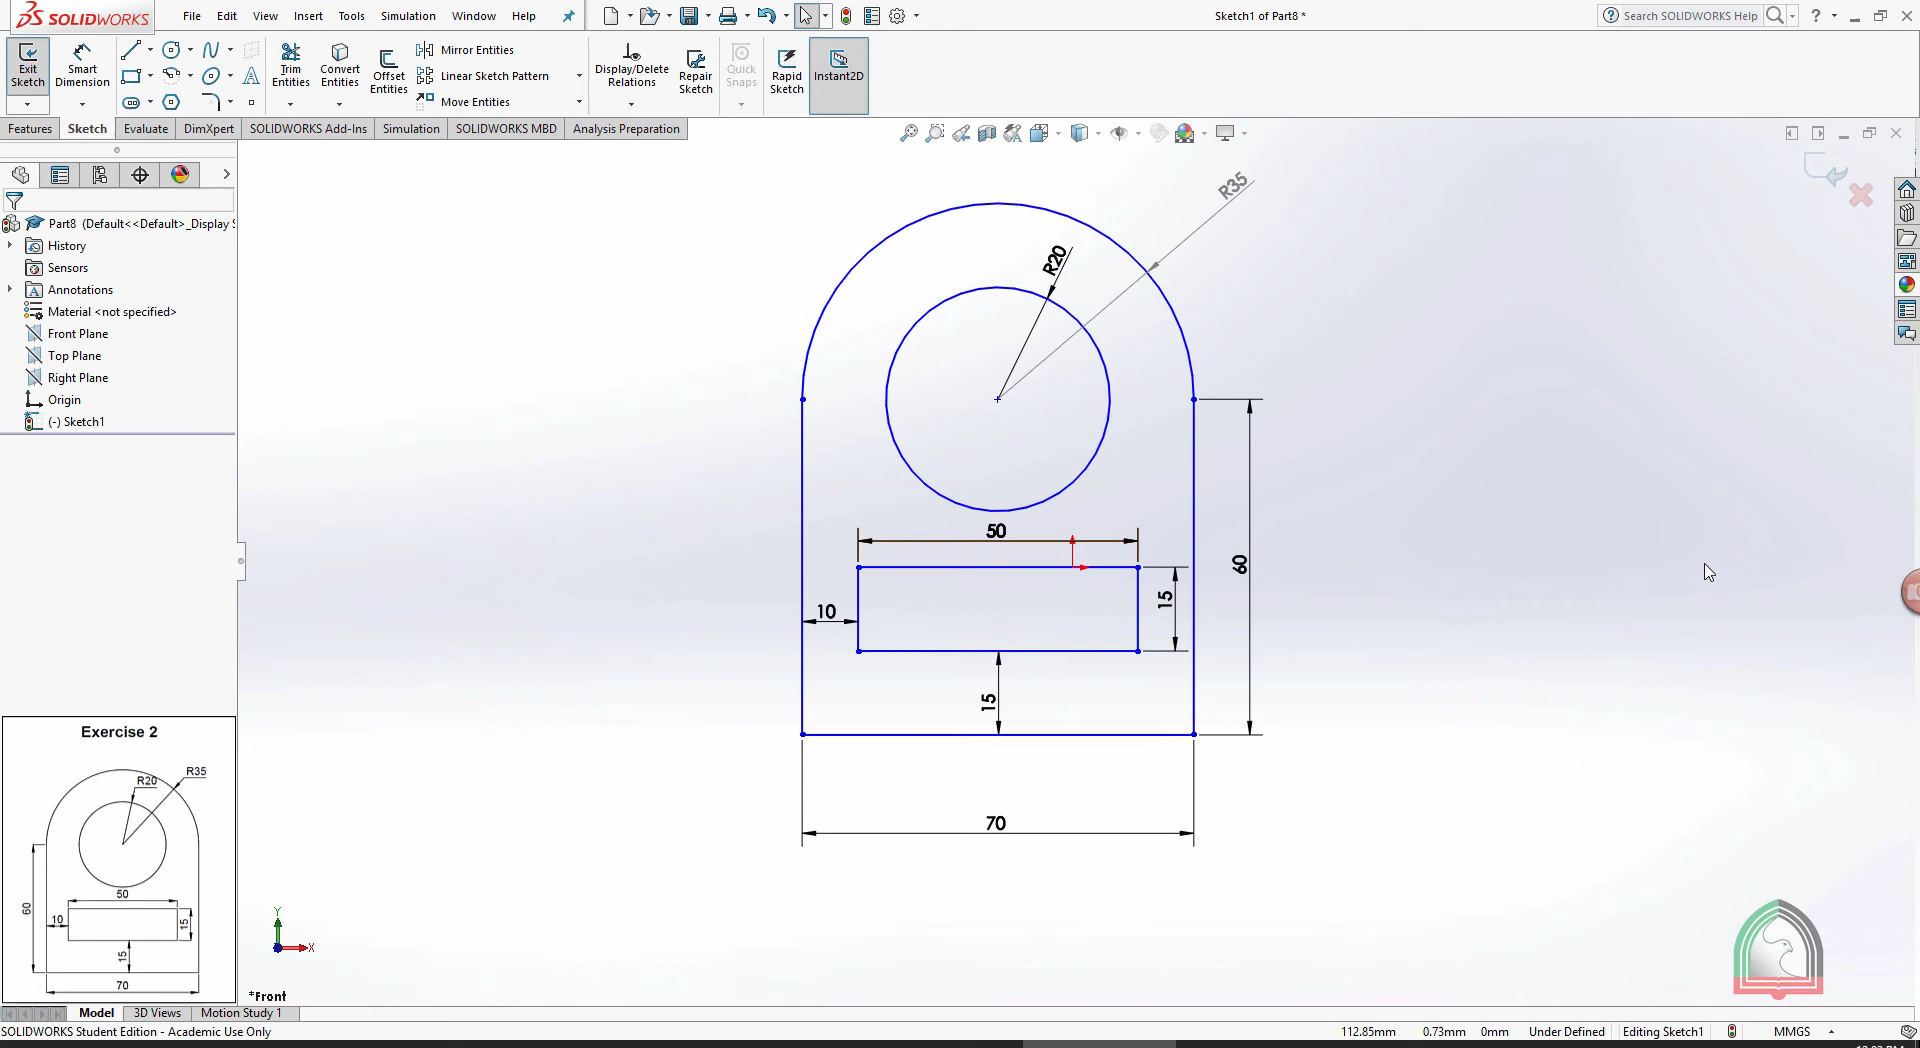 SOLIDWORKS
File Edit View Insert Tools Simulation Window Help
Sketch1 of Part8 *
Search SOLIDWORKS Help
Exit Sketch
Smart Dimension
Trim Entities
Convert Entities
Offset Entities
Mirror Entities
Linear Sketch Pattern
Move Entities
Display/Delete Relations
Repair Sketch
Quick Snaps
Rapid Sketch
Instant2D
Features Sketch Evaluate DimXpert SOLIDWORKS Add-Ins Simulation SOLIDWORKS MBD Analysis Preparation
Part8 (Default<<Default>_Display S
History
Sensors
Annotations
Material <not specified>
Front Plane
Top Plane
Right Plane
Origin
(-) Sketch1
R35
R20
50
60
15
10
15
70
Exercise 2
R35
R20
50
60
10
15
15
70
Y
X
*Front
Model 3D Views Motion Study 1
SOLIDWORKS Student Edition - Academic Use Only
112.85mm 0.73mm 0mm Under Defined Editing Sketch1 MMGS